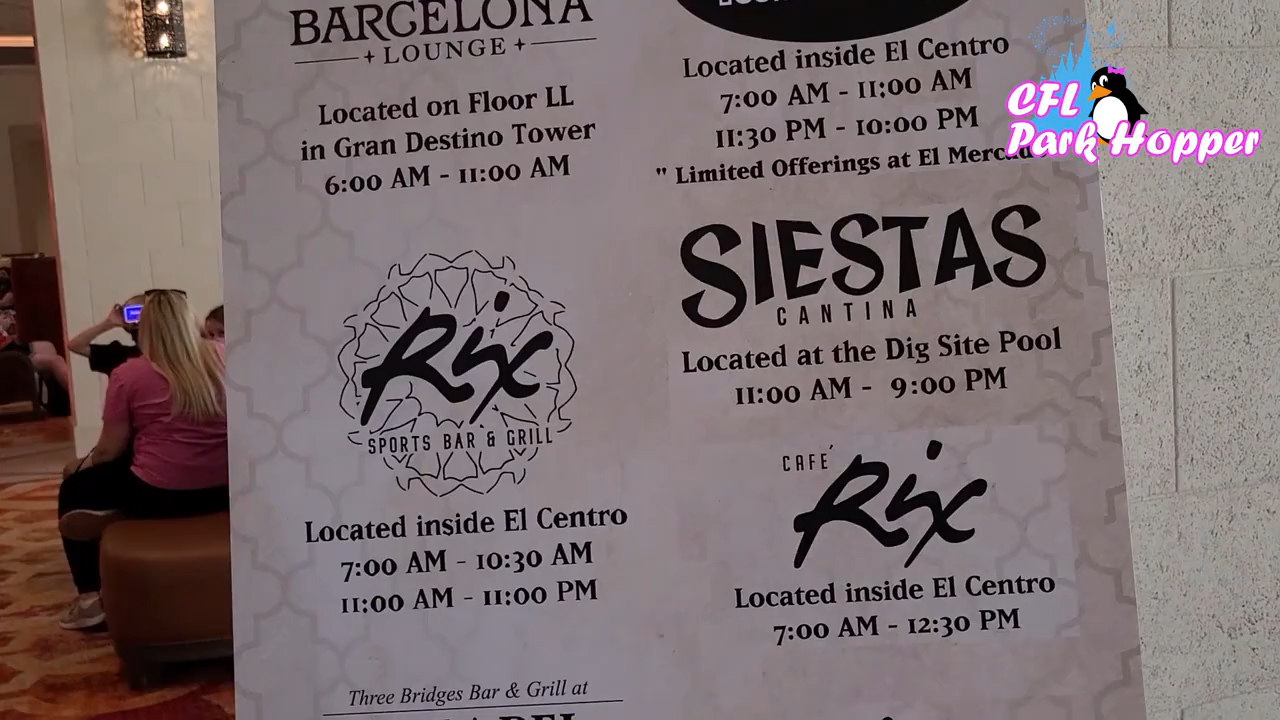 BARCELONA
LOUNGE
Located on Floor LL
in Gran Destino Tower
6:00 AM - 11:00 AM
Rix
SPORTS BAR & GRILL
Located inside El Centro
7:00 AM - 10:30 AM
11:00 AM - 11:00 PM
Three Bridges Bar & Grill at
Located inside El Centro
7:00 AM - 11:00 AM
11:30 PM - 10:00 PM
" Limited Offerings at El
SIESTAS
CANTINA
Located at the Dig Site Pool
11:00 AM - 9:00 PM
CAFÉ
Rix
Located inside El Centro
7:00 AM - 12:30 PM
CFL
Park Hopper